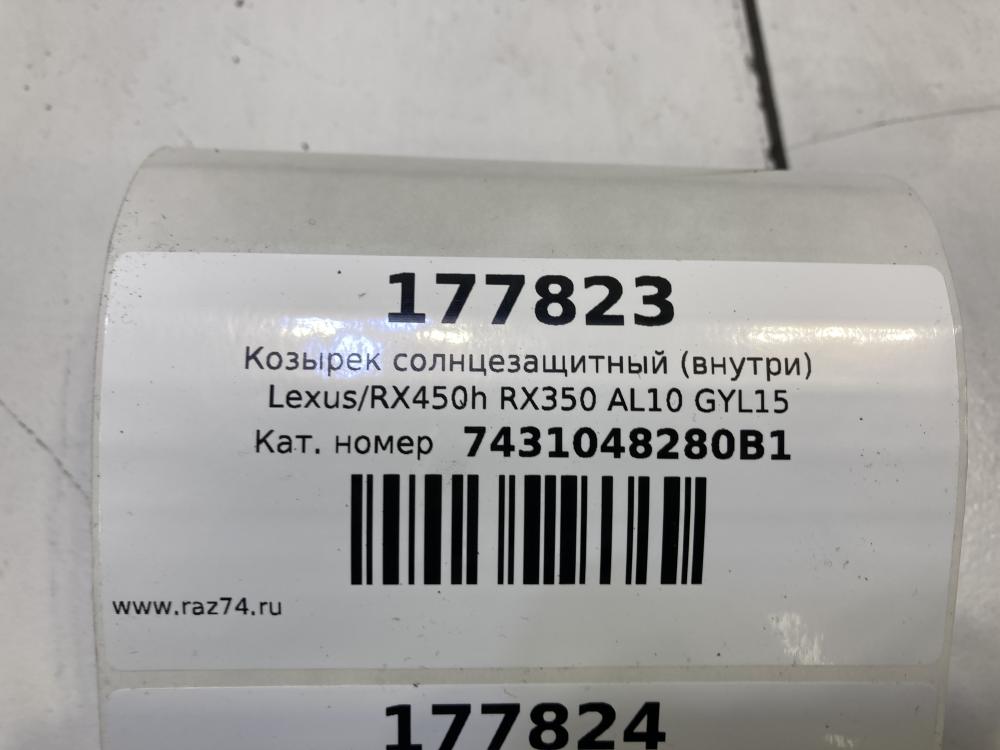 177823
Козырек солнцезащитный (внутри)
Lexus/RX450h RX350 AL10 GYL15
Кат. номер 7431048280B1
www.raz74.ru
177824